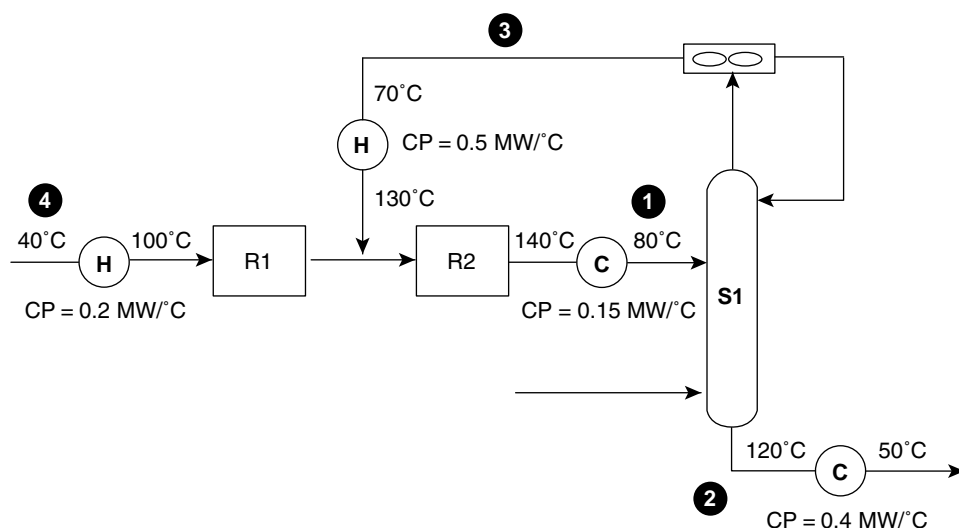 3
70˚C
H
CP = 0.5 MW/˚C
130˚C
4
40˚C
H
100˚C
CP = 0.2 MW/˚C
R1
R2
140˚C
C
1
80˚C
CP = 0.15 MW/˚C
S1
120˚C
C
50˚C
2
CP = 0.4 MW/˚C